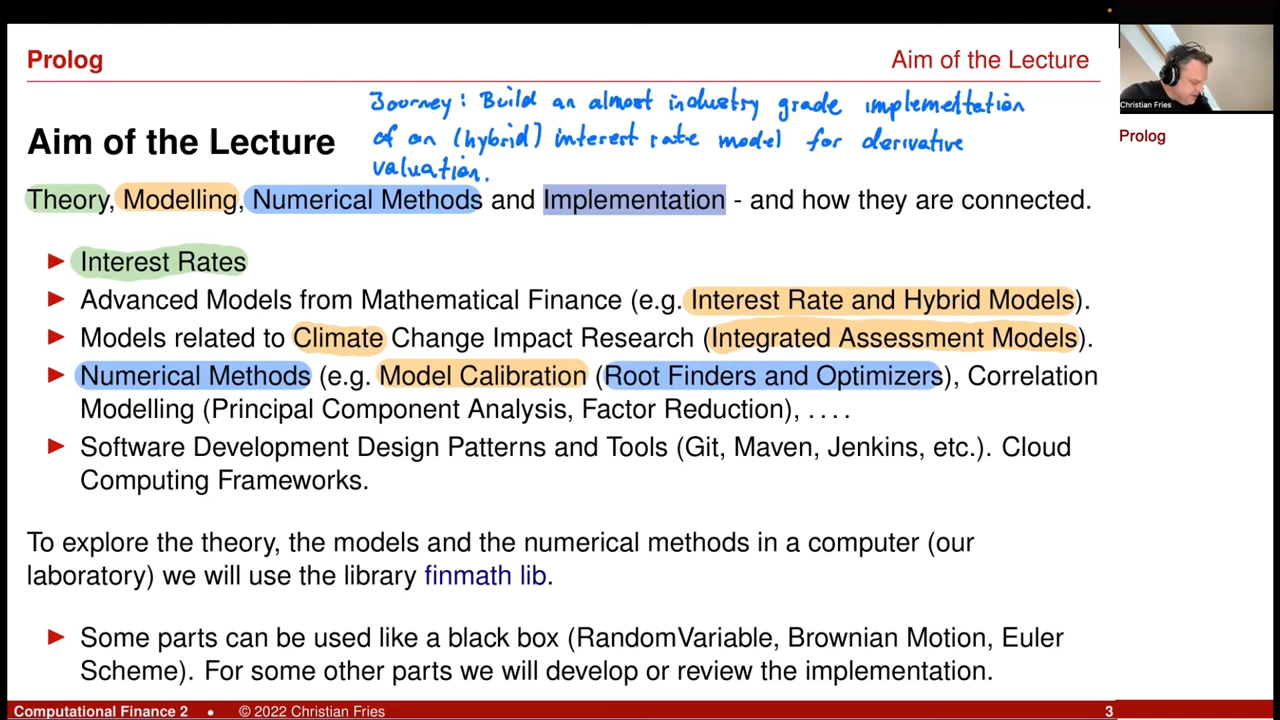 Prolog
Aim of the Lecture
Christian Fries
Prolog
Journey: Build an almost industry grade implementation
of an (hybrid) interest rate model for derivative
valuation.
Aim of the Lecture
Theory, Modelling, Numerical Methods and Implementation - and how they are connected.
► Interest Rates
► Advanced Models from Mathematical Finance (e.g. Interest Rate and Hybrid Models).
► Models related to Climate Change Impact Research (Integrated Assessment Models).
► Numerical Methods (e.g. Model Calibration (Root Finders and Optimizers), Correlation
Modelling (Principal Component Analysis, Factor Reduction), . . . .
► Software Development Design Patterns and Tools (Git, Maven, Jenkins, etc.). Cloud
Computing Frameworks.
To explore the theory, the models and the numerical methods in a computer (our
laboratory) we will use the library finmath lib.
► Some parts can be used like a black box (RandomVariable, Brownian Motion, Euler
Scheme). For some other parts we will develop or review the implementation.
Computational Finance 2 • © 2022 Christian Fries 3